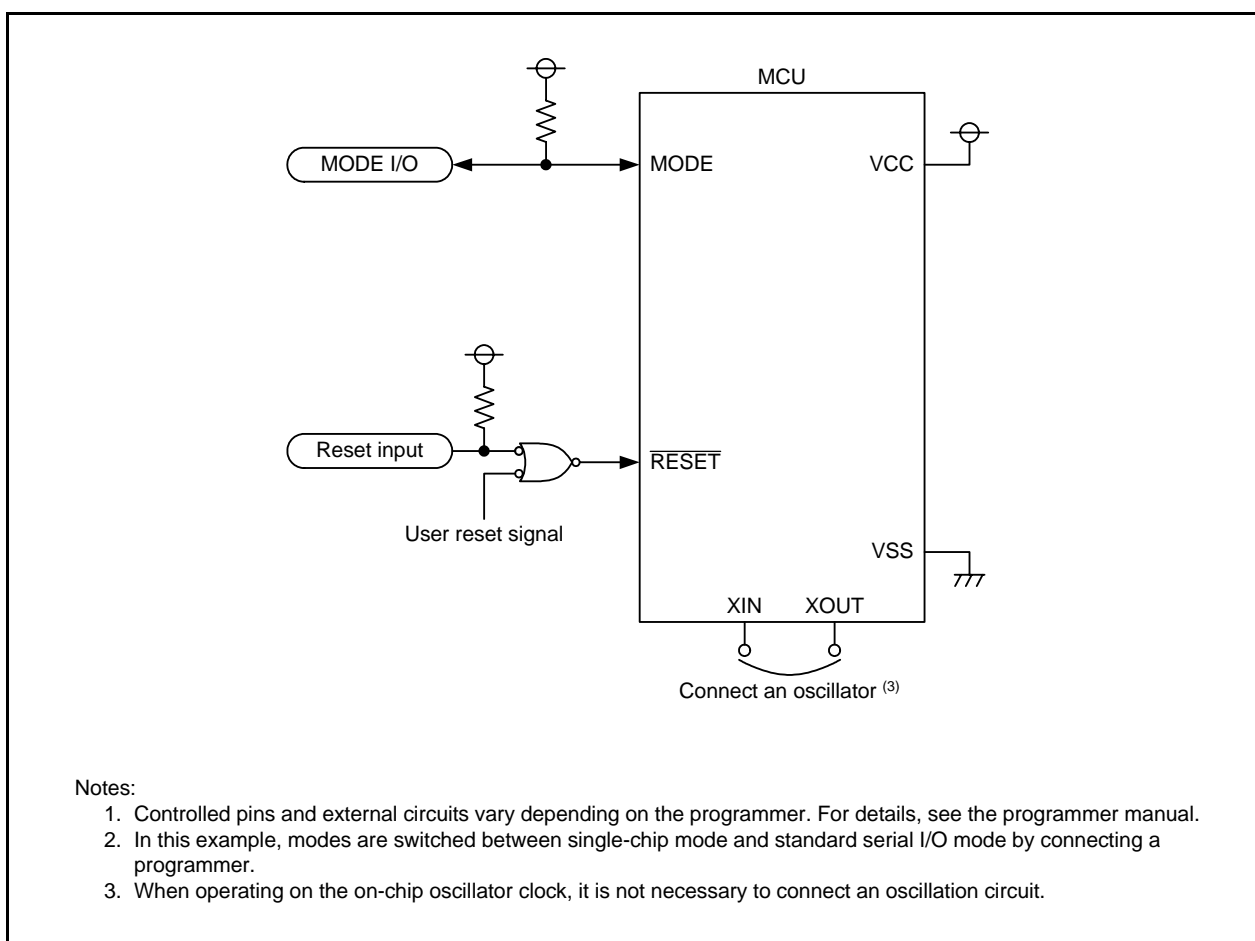 MCU
MODE I/O
MODE
VCC
Reset input
RESET
User reset signal
VSS
XIN
XOUT
Connect an oscillator (3)
Notes:
1. Controlled pins and external circuits vary depending on the programmer. For details, see the programmer manual.
2. In this example, modes are switched between single-chip mode and standard serial I/O mode by connecting a
programmer.
3. When operating on the on-chip oscillator clock, it is not necessary to connect an oscillation circuit.